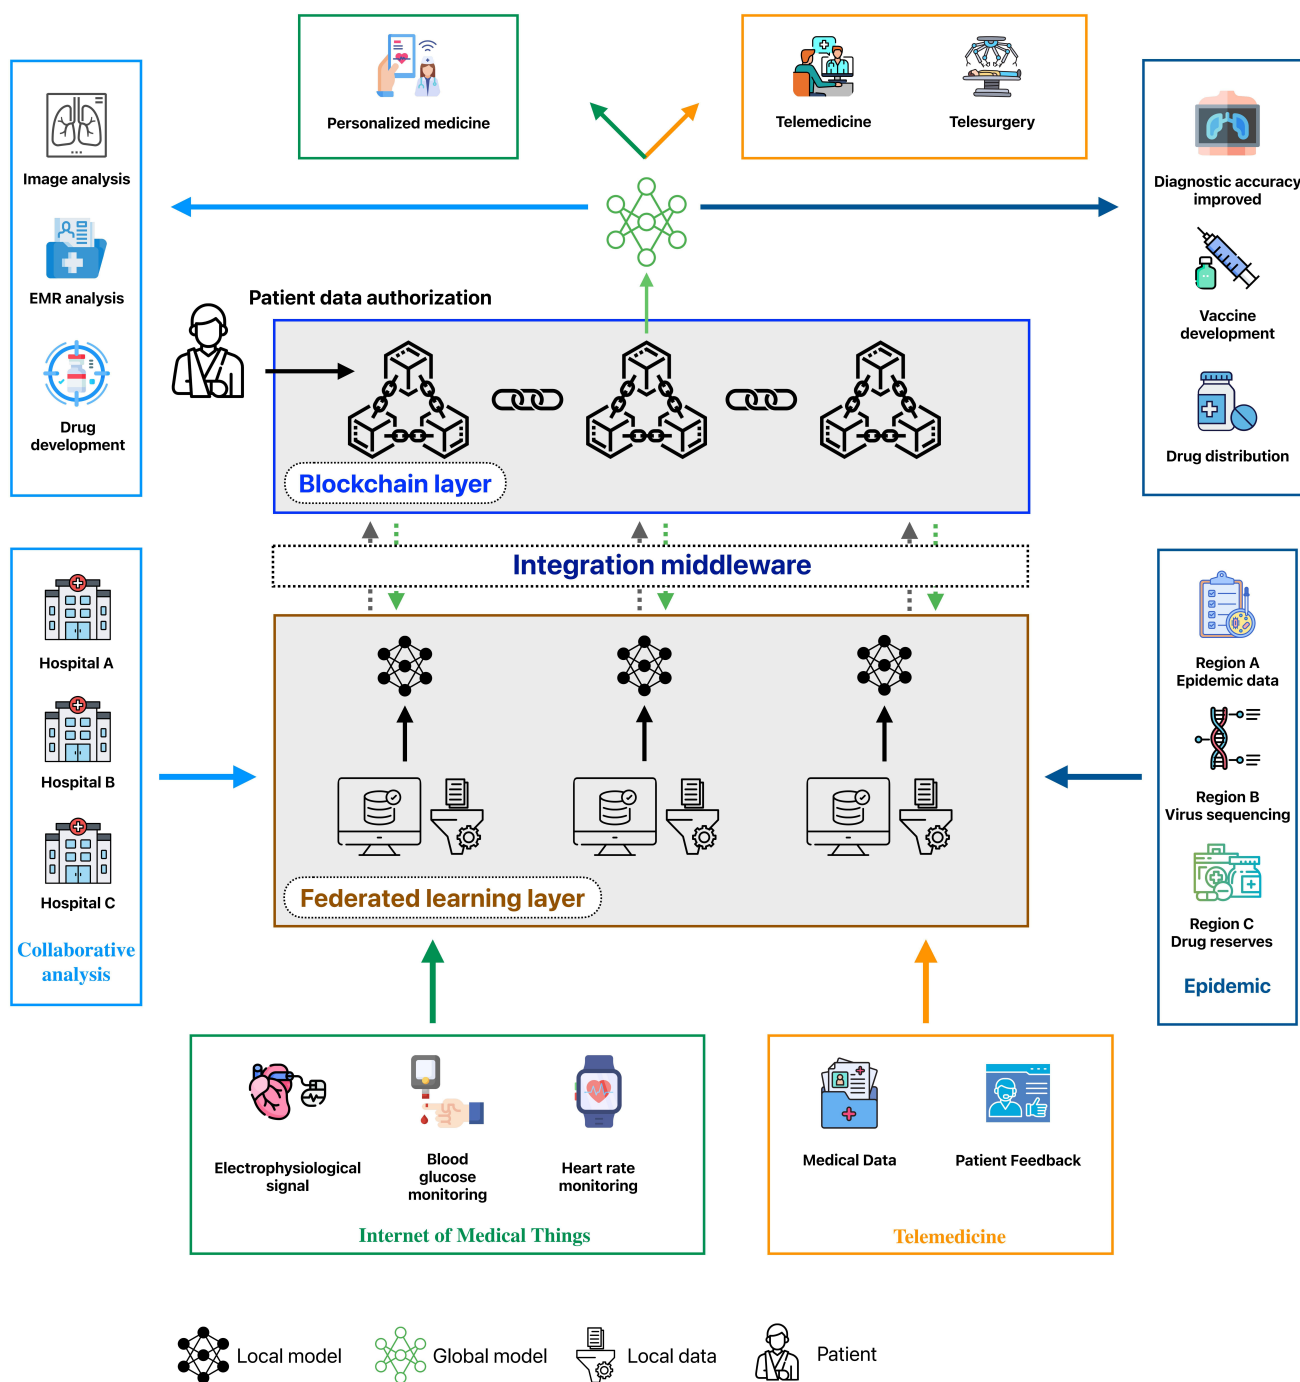 Personalized medicine
Telemedicine
Telesurgery
Image analysis
EMR analysis
Drug
development
Diagnostic accuracy
improved
Vaccine
development
Drug distribution
Patient data authorization
Blockchain layer
Integration middleware
Federated learning layer
Hospital A
Hospital B
Hospital C
Collaborative
analysis
Region A
Epidemic data
Region B
Virus sequencing
Region C
Drug reserves
Epidemic
Electrophysiological
signal
Blood
glucose
monitoring
Heart rate
monitoring
Internet of Medical Things
Medical Data
Patient Feedback
Telemedicine
Local model
Global model
Local data
Patient